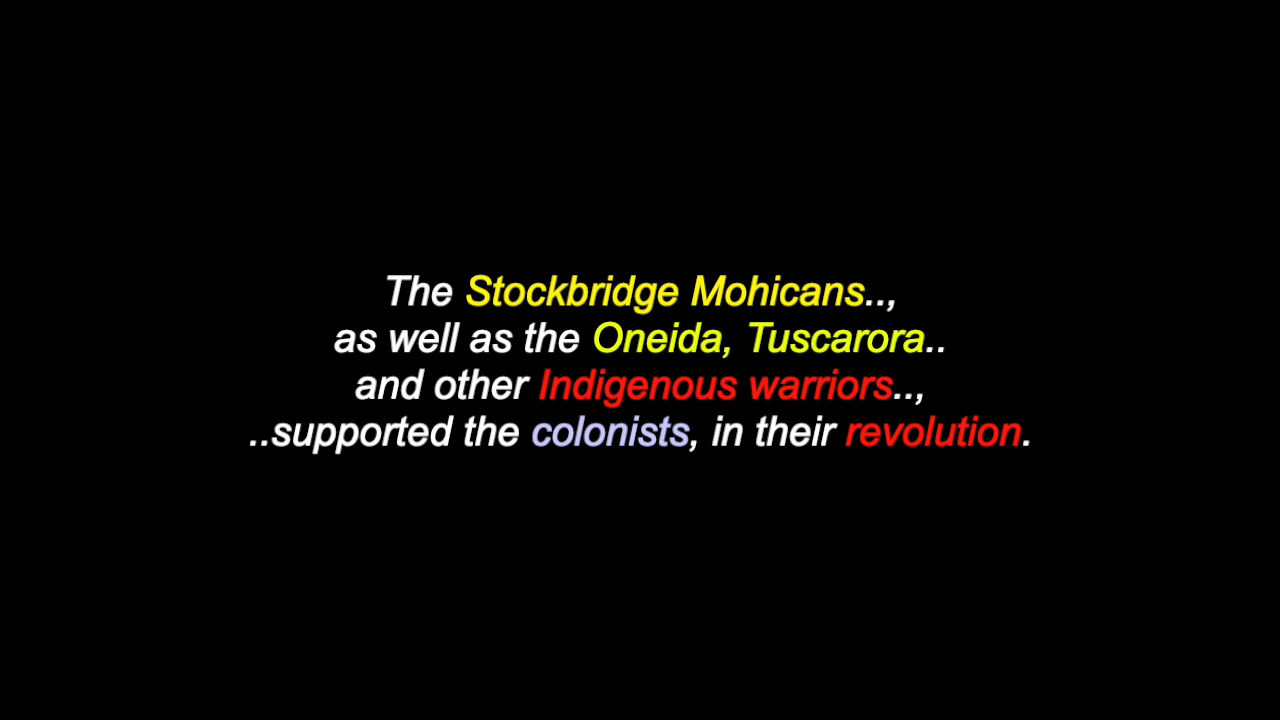 The Stockbridge Mohicans..,
as well as the Oneida, Tuscarora..
and other Indigenous warriors..,
..supported the colonists, in their revolution.